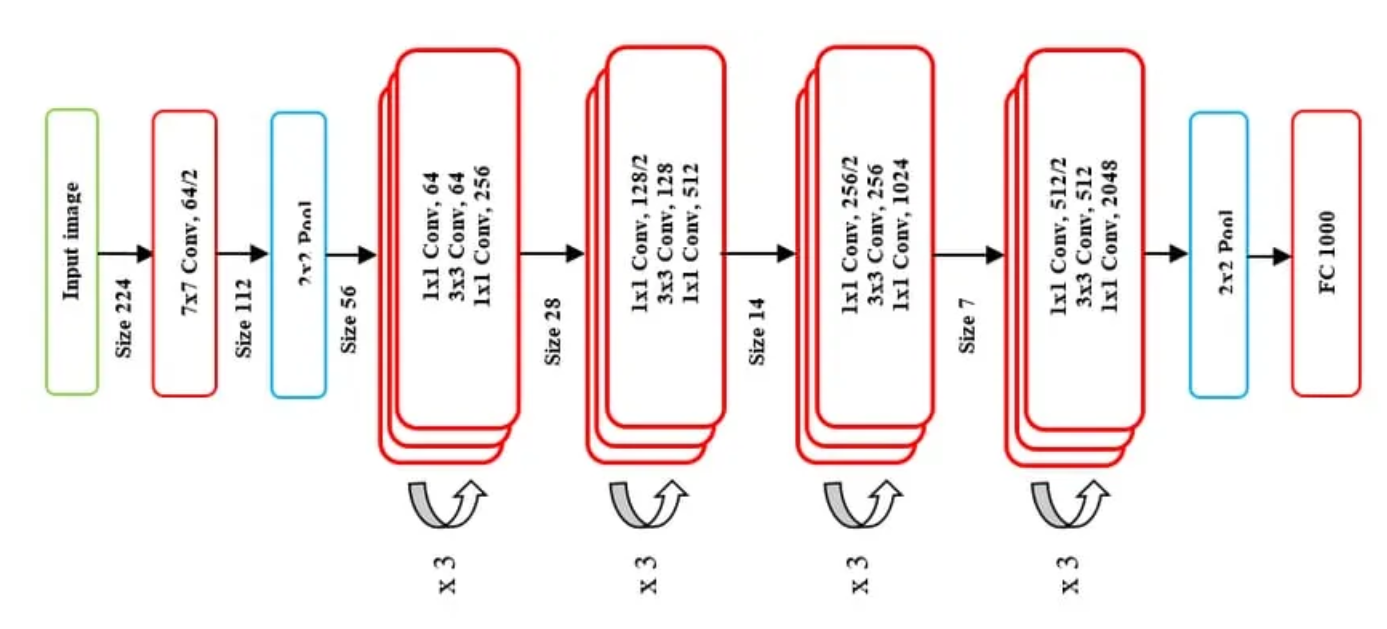 Input image
Size 224
7x7 Conv, 64/2
Size 112
2x2 Pool
Size 56
1x1 Conv, 64
3x3 Conv, 64
1x1 Conv, 256
x 3
Size 28
1x1 Conv, 128/2
3x3 Conv, 128
1x1 Conv, 512
x 3
Size 14
1x1 Conv, 256/2
3x3 Conv, 256
1x1 Conv, 1024
x 3
Size 7
1x1 Conv, 512/2
3x3 Conv, 512
1x1 Conv, 2048
x 3
2x2 Pool
FC 1000